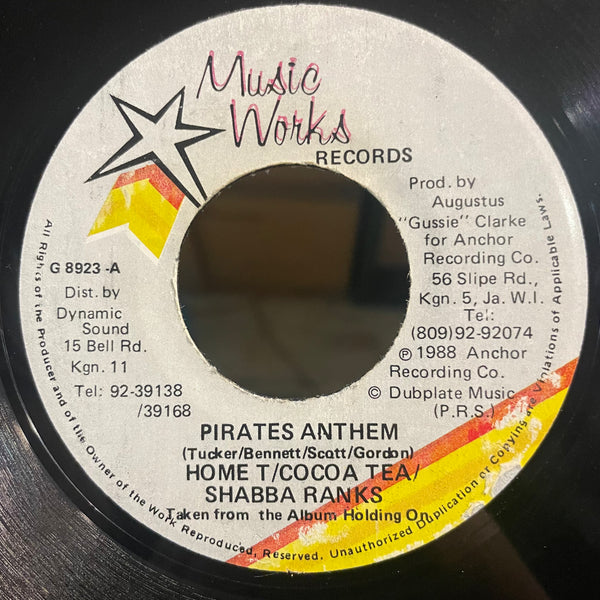 Music
Works
RECORDS
Prod. by
Augustus
"Gussie" Clarke
for Anchor
Recording Co.
56 Slipe Rd.,
Kgn. 5, Ja. W.I.
Tel:
(809)92-92074
℗ 1988 Anchor
Recording Co.
© Dubplate Music
(P.R.S.)
G 8923 -A
Dist. by
Dynamic
Sound
15 Bell Rd.
Kgn. 11
Tel: 92-39138
/39168
PIRATES ANTHEM
(Tucker/Bennett/Scott/Gordon)
HOME T/COCOA TEA/
SHABBA RANKS
Taken from the Album Holding On
All Rights of the Producer and of the Owner of the Work Reproduced, Reserved. Unauthorized Duplication or Copying are Violations of Applicable Laws.